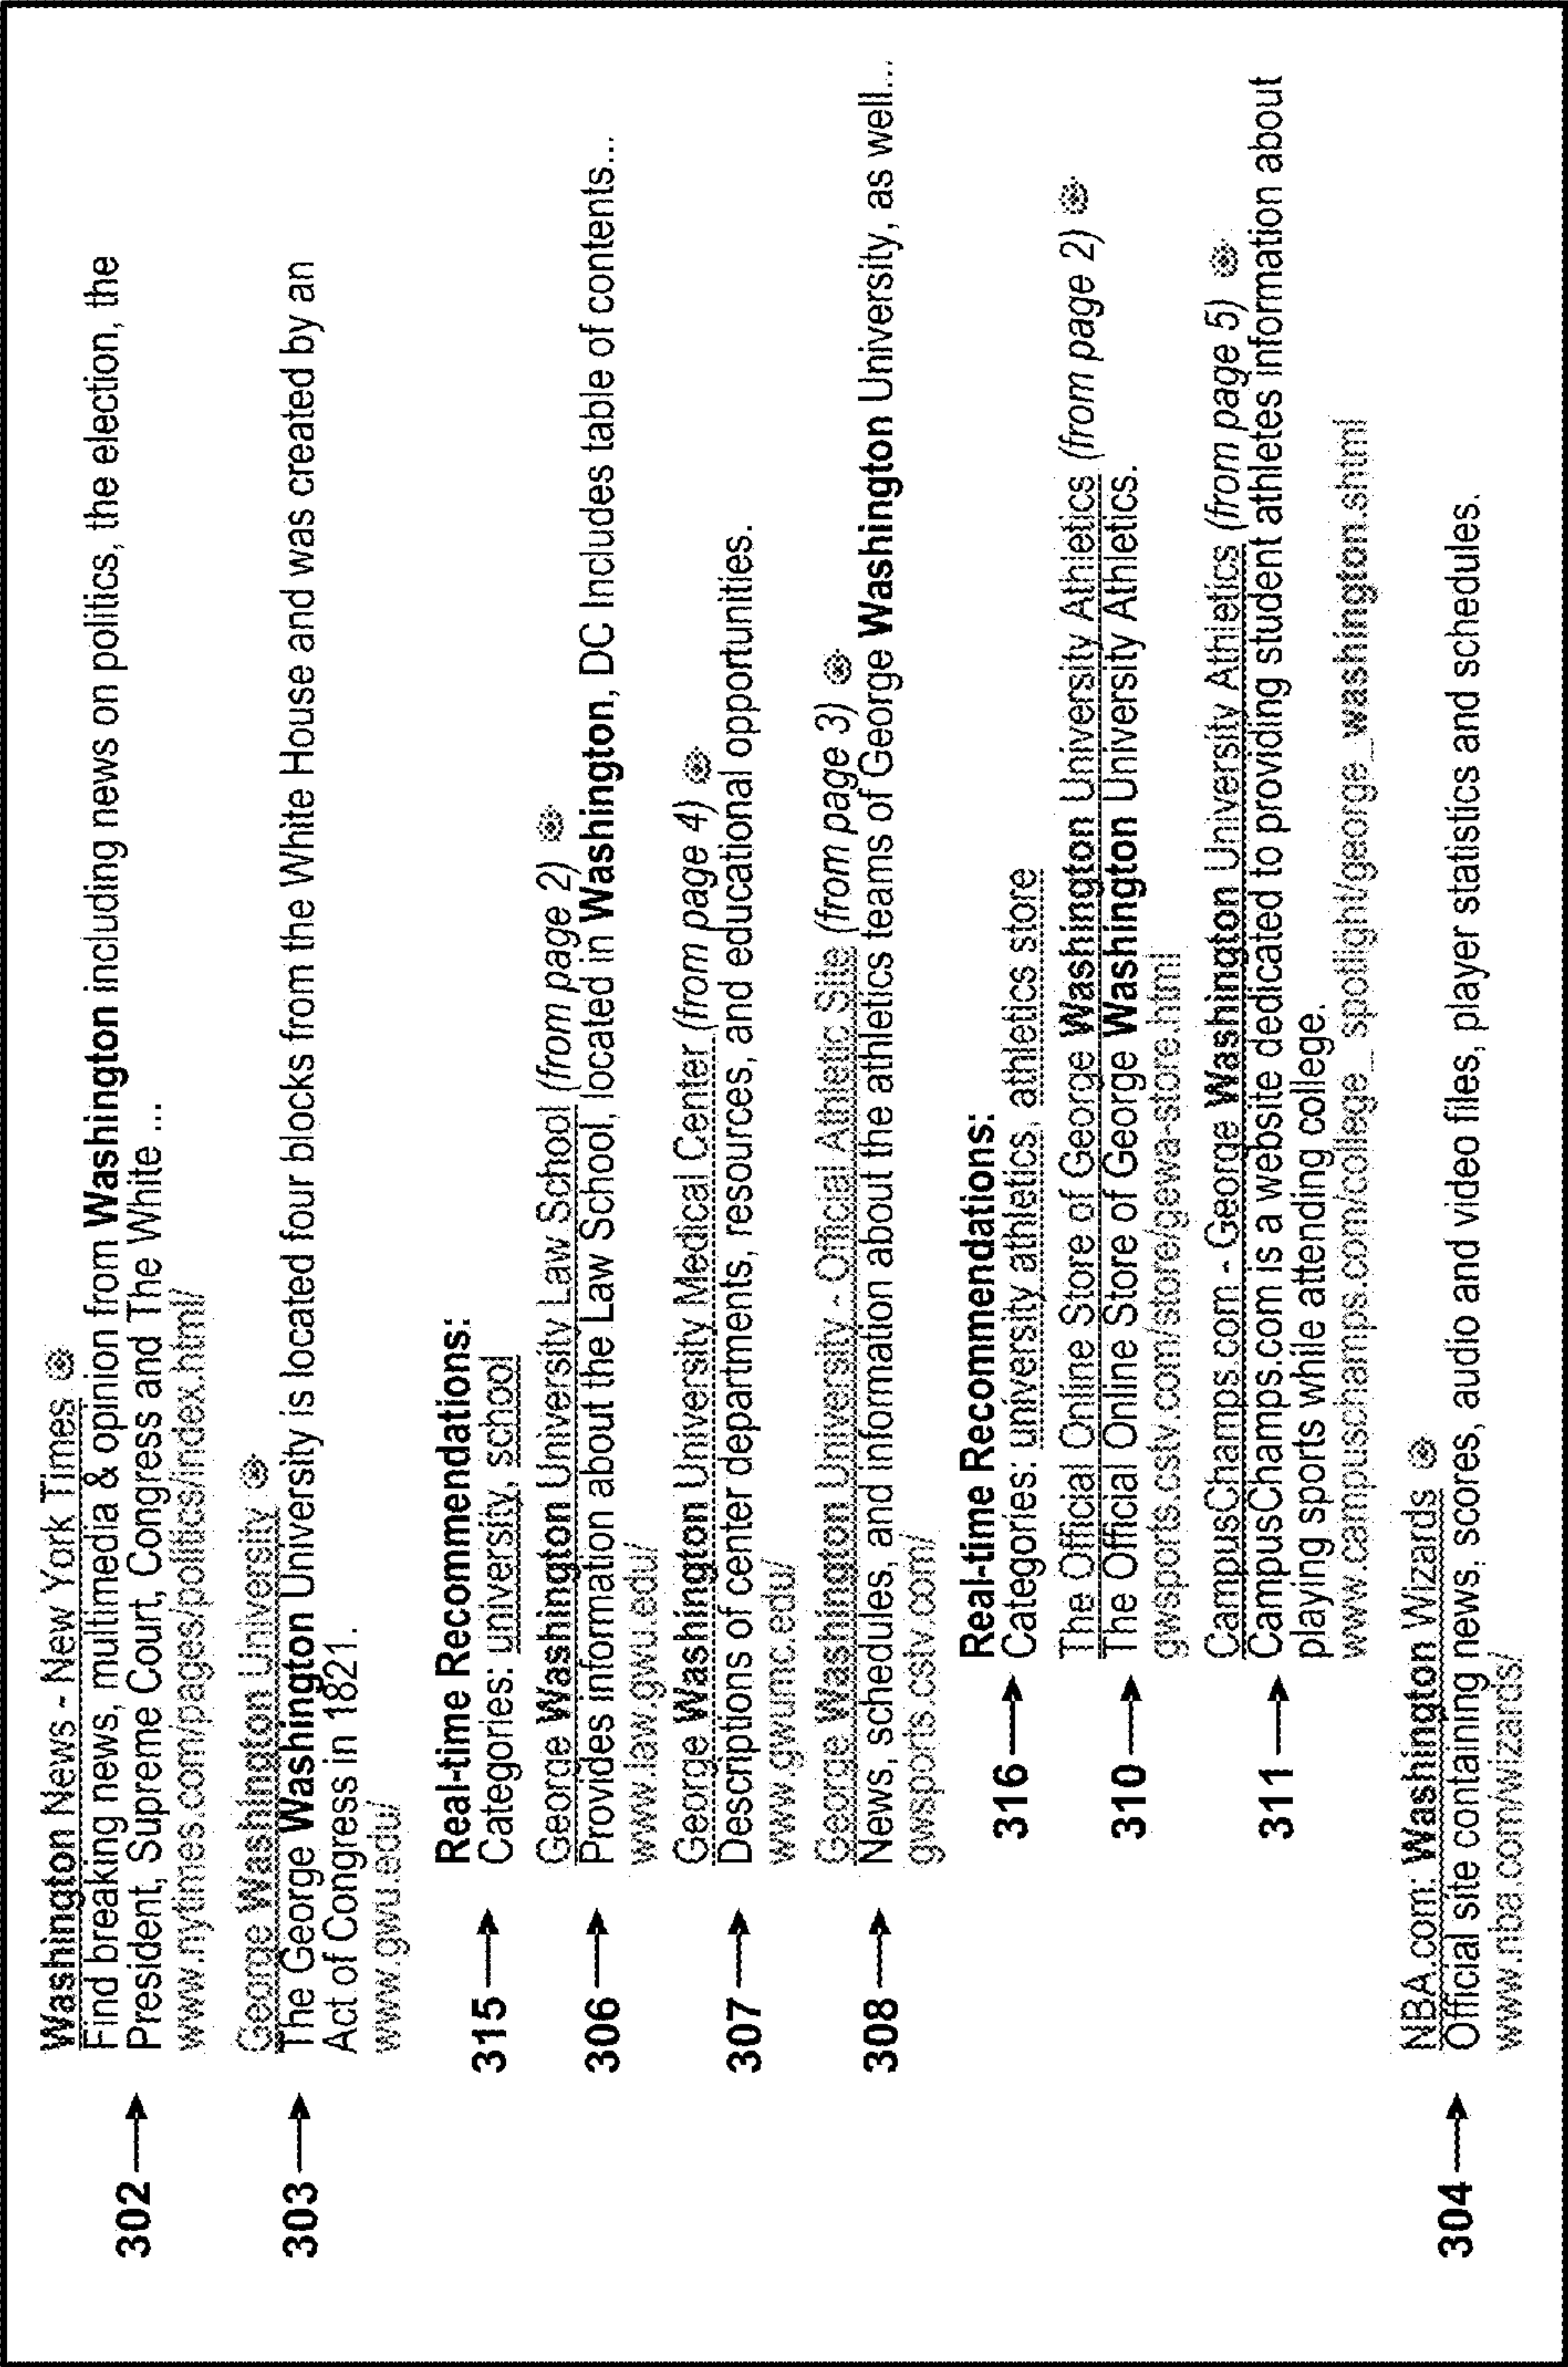 Washington News - New York Times
302 → Find breaking news, multimedia & opinion from Washington including news on politics, the election, the
President, Supreme Court, Congress and The White ...
www.nytimes.com/pages/politics/index.html/
George Washington University
303 → The George Washington University is located four blocks from the White House and was created by an
Act of Congress in 1821.
www.gwu.edu/
Real-time Recommendations:
315 → Categories: university, school
George Washington University Law School (from page 2)
306 → Provides information about the Law School, located in Washington, DC Includes table of contents...
www.law.gwu.edu/
George Washington University Medical Center (from page 4)
307 → Descriptions of center departments, resources, and educational opportunities.
www.gwumc.edu/
George Washington University - Official Athletic Site (from page 3)
308 → News, schedules, and information about the athletics teams of George Washington University, as well...
gwsports.cstv.com/
Real-time Recommendations:
316 → Categories: university athletics, athletics store
The Official Online Store of George Washington University Athletics (from page 2)
310 → The Official Online Store of George Washington University Athletics.
gwsports.cstv.com/store/gewa-store.html
CampusChamps.com - George Washington University Athletics (from page 5)
311 → CampusChamps.com is a website dedicated to providing student athletes information about
playing sports while attending college.
www.campuschamps.com/college_spotlight/george_washington.shtml
NBA.com: Washington Wizards
304 → Official site containing news, scores, audio and video files, player statistics and schedules.
www.nba.com/wizards/